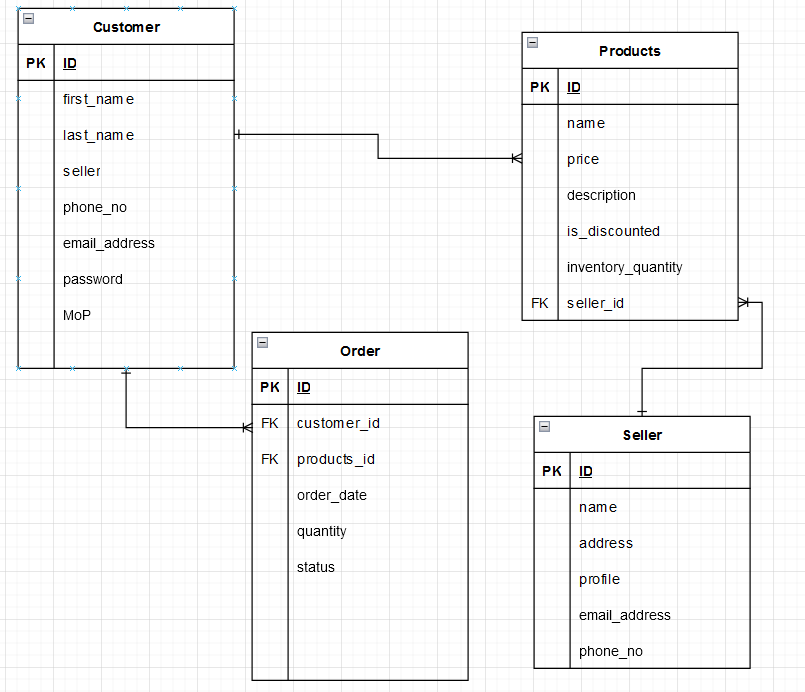 Customer
PK ID
first_name
last_name
seller
phone_no
email_address
password
MoP
Products
PK ID
name
price
description
is_discounted
inventory_quantity
FK seller_id
Order
PK ID
FK customer_id
FK products_id
order_date
quantity
status
Seller
PK ID
name
address
profile
email_address
phone_no